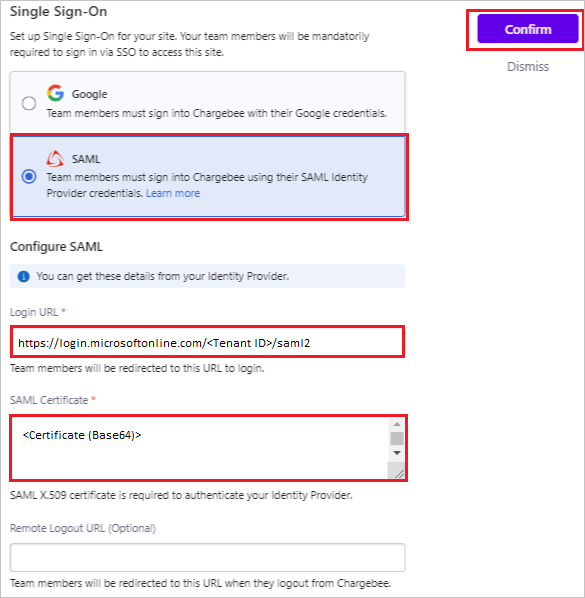 Single Sign-On
Confirm
Set up Single Sign-On for your site. Your team members will be mandatorily
required to sign in via SSO to access this site.
Dismiss
Google
Team members must sign into Chargebee with their Google credentials.
SAML
Team members must sign into Chargebee using their SAML Identity
Provider credentials. Learn more
Configure SAML
You can get these details from your Identity Provider.
Login URL *
https://login.microsoftonline.com/<Tenant ID>/saml2
Team members will be redirected to this URL to login.
SAML Certificate *
<Certificate (Base64)>
SAML X.509 certificate is required to authenticate your Identity Provider.
Remote Logout URL (Optional)
Team members will be redirected to this URL when they logout from Chargebee.